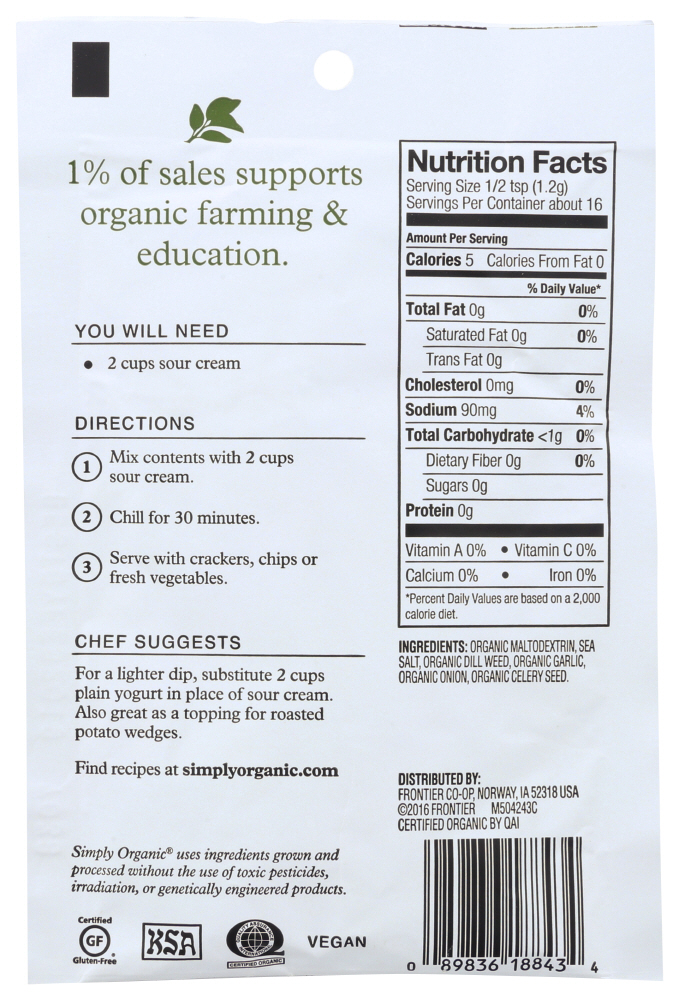 1% of sales supports
organic farming &
education.
YOU WILL NEED
• 2 cups sour cream
DIRECTIONS
1 Mix contents with 2 cups
sour cream.
2 Chill for 30 minutes.
3 Serve with crackers, chips or
fresh vegetables.
CHEF SUGGESTS
For a lighter dip, substitute 2 cups
plain yogurt in place of sour cream.
Also great as a topping for roasted
potato wedges.
Find recipes at simplyorganic.com
Simply Organic® uses ingredients grown and
processed without the use of toxic pesticides,
irradiation, or genetically engineered products.
Certified
GF
Gluten-Free
KSA
QUALITY ASSURANCE
INTERNATIONAL
CERTIFIED ORGANIC
VEGAN
Nutrition Facts
Serving Size 1/2 tsp (1.2g)
Servings Per Container about 16
Amount Per Serving
Calories 5 Calories From Fat 0
% Daily Value*
Total Fat 0g 0%
Saturated Fat 0g 0%
Trans Fat 0g
Cholesterol 0mg 0%
Sodium 90mg 4%
Total Carbohydrate <1g 0%
Dietary Fiber 0g 0%
Sugars 0g
Protein 0g
Vitamin A 0% • Vitamin C 0%
Calcium 0% • Iron 0%
*Percent Daily Values are based on a 2,000
calorie diet.
INGREDIENTS: ORGANIC MALTODEXTRIN, SEA
SALT, ORGANIC DILL WEED, ORGANIC GARLIC,
ORGANIC ONION, ORGANIC CELERY SEED.
DISTRIBUTED BY:
FRONTIER CO-OP, NORWAY, IA 52318 USA
©2016 FRONTIER M504243C
CERTIFIED ORGANIC BY QAI
0 89836 18843 4